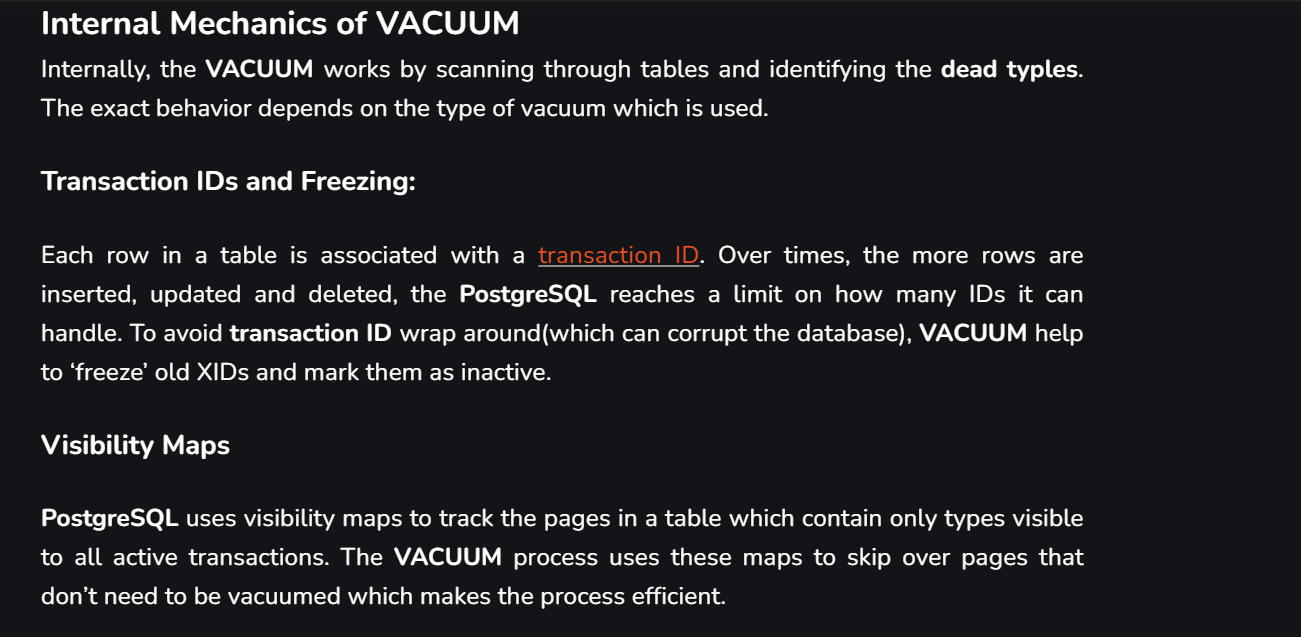 Internal Mechanics of VACUUM
Internally, the VACUUM works by scanning through tables and identifying the dead typles.
The exact behavior depends on the type of vacuum which is used.
Transaction IDs and Freezing:
Each row in a table is associated with a transaction ID. Over times, the more rows are
inserted, updated and deleted, the PostgreSQL reaches a limit on how many IDs it can
handle. To avoid transaction ID wrap around(which can corrupt the database), VACUUM help
to ‘freeze’ old XIDs and mark them as inactive.
Visibility Maps
PostgreSQL uses visibility maps to track the pages in a table which contain only types visible
to all active transactions. The VACUUM process uses these maps to skip over pages that
don’t need to be vacuumed which makes the process efficient.